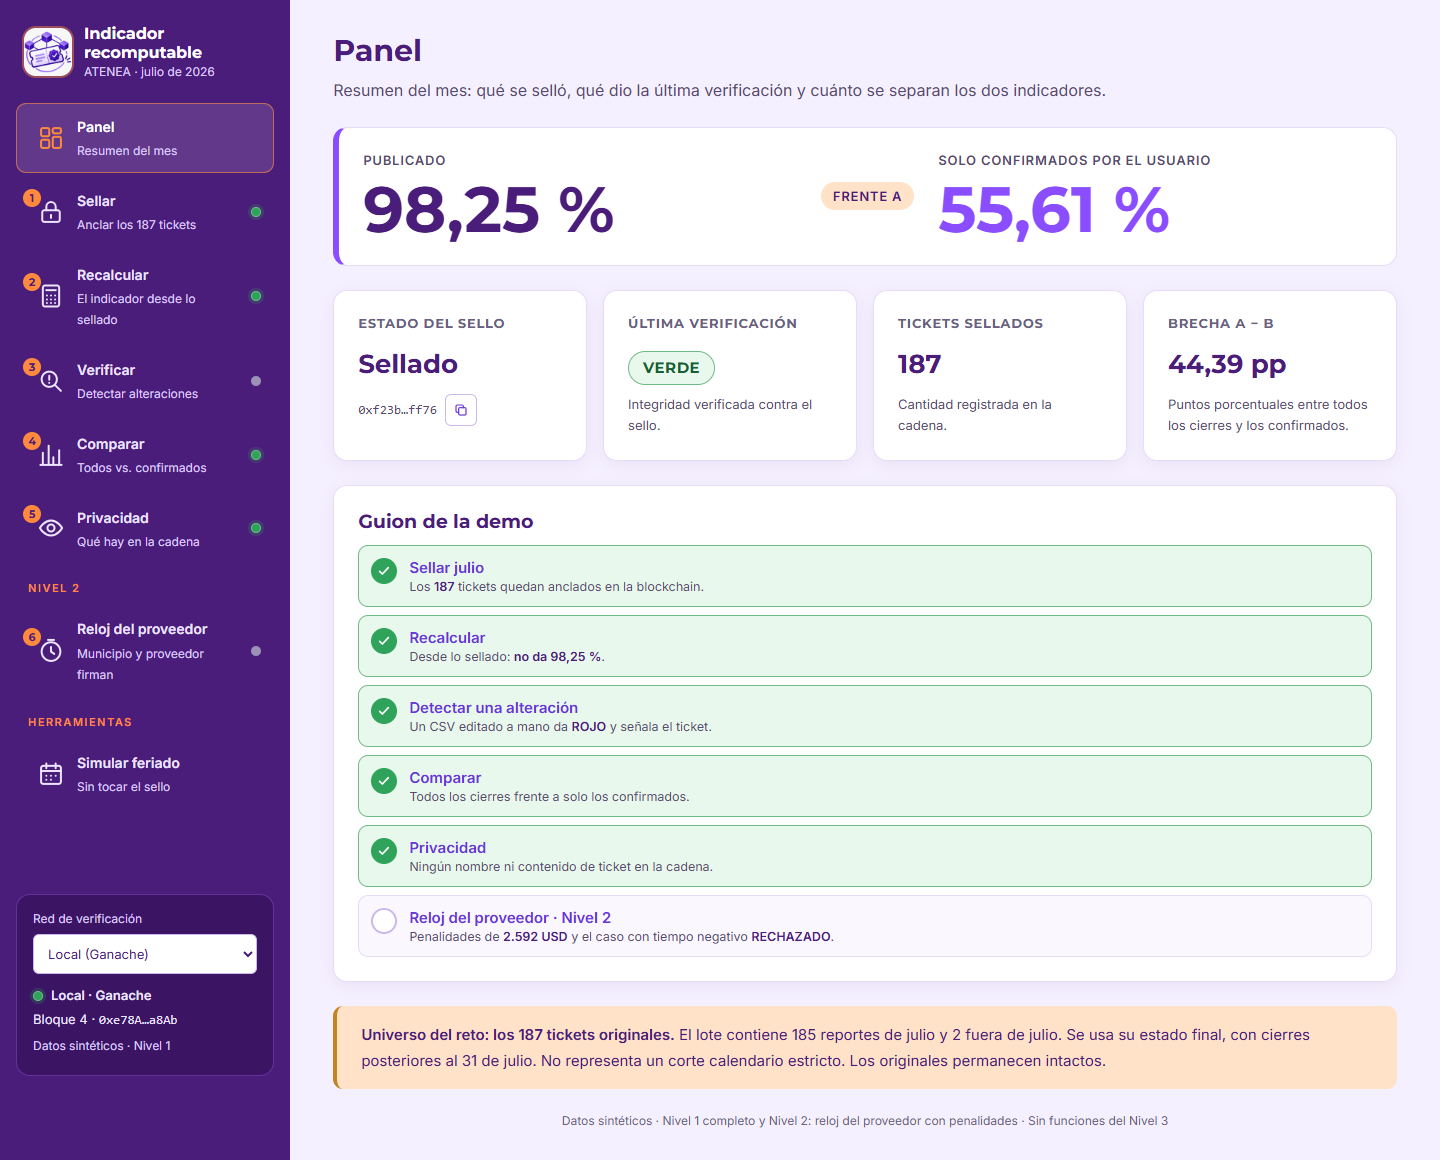 Indicador
recomputable
ATENEA · julio de 2026
Panel
Resumen del mes
1
Sellar
Anclar los 187 tickets
2
Recalcular
El indicador desde lo
sellado
3
Verificar
Detectar alteraciones
4
Comparar
Todos vs. confirmados
5
Privacidad
Qué hay en la cadena
NIVEL 2
6
Reloj del proveedor
Municipio y proveedor
firman
HERRAMIENTAS
Simular feriado
Sin tocar el sello
Red de verificación
Local (Ganache)
Local · Ganache
Bloque 4 · 0xe78A…a8Ab
Datos sintéticos · Nivel 1
Panel
Resumen del mes: qué se selló, qué dio la última verificación y cuánto se separan los dos indicadores.
PUBLICADO
98,25 %
FRENTE A
SOLO CONFIRMADOS POR EL USUARIO
55,61 %
ESTADO DEL SELLO
Sellado
0xf23b…ff76
ÚLTIMA VERIFICACIÓN
VERDE
Integridad verificada contra el
sello.
TICKETS SELLADOS
187
Cantidad registrada en la
cadena.
BRECHA A – B
44,39 pp
Puntos porcentuales entre todos
los cierres y los confirmados.
Guion de la demo
Sellar julio
Los 187 tickets quedan anclados en la blockchain.
Recalcular
Desde lo sellado: no da 98,25 %.
Detectar una alteración
Un CSV editado a mano da ROJO y señala el ticket.
Comparar
Todos los cierres frente a solo los confirmados.
Privacidad
Ningún nombre ni contenido de ticket en la cadena.
Reloj del proveedor · Nivel 2
Penalidades de 2.592 USD y el caso con tiempo negativo RECHAZADO.
Universo del reto: los 187 tickets originales. El lote contiene 185 reportes de julio y 2 fuera de julio. Se usa su estado final, con cierres
posteriores al 31 de julio. No representa un corte calendario estricto. Los originales permanecen intactos.
Datos sintéticos · Nivel 1 completo y Nivel 2: reloj del proveedor con penalidades · Sin funciones del Nivel 3